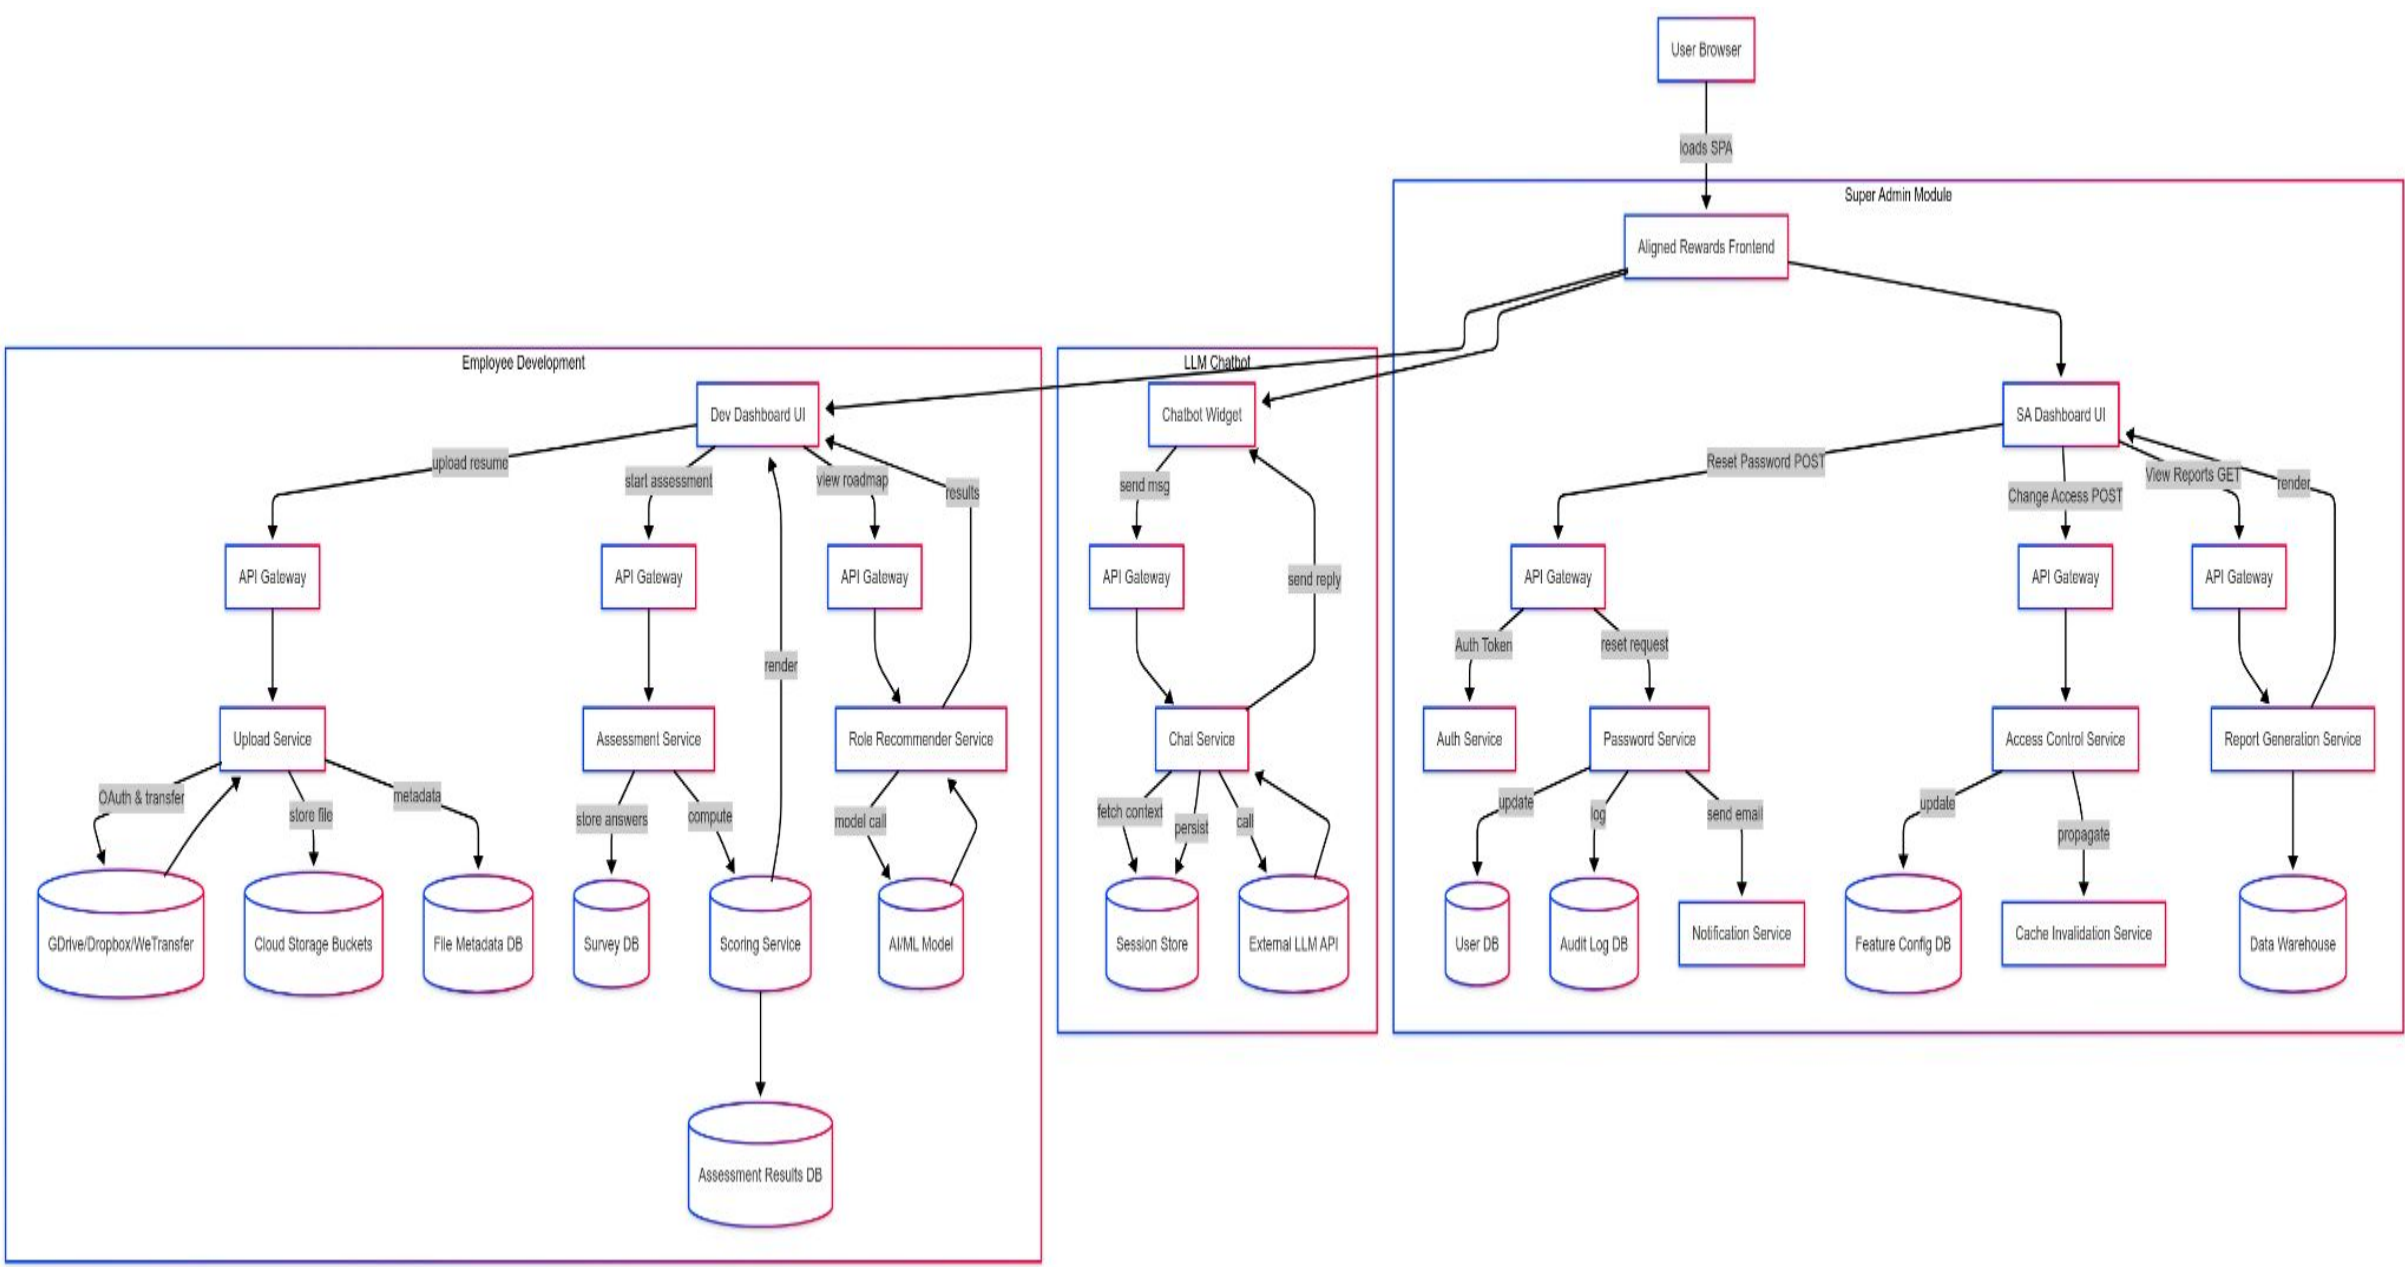 User Browser
loads SPA
Super Admin Module
Aligned Rewards Frontend
Employee Development
LLM Chatbot
Dev Dashboard UI
Chatbot Widget
SA Dashboard UI
upload resume
start assessment
view roadmap
results
send msg
Reset Password POST
Change Access POST
View Reports GET
render
API Gateway
API Gateway
API Gateway
API Gateway
send reply
API Gateway
API Gateway
API Gateway
render
Auth Token
reset request
Upload Service
Assessment Service
Role Recommender Service
Chat Service
Auth Service
Password Service
Access Control Service
Report Generation Service
OAuth & transfer
store file
metadata
store answers
compute
model call
fetch context
persist
call
update
log
send email
update
propagate
GDrive/Dropbox/WeTransfer
Cloud Storage Buckets
File Metadata DB
Survey DB
Scoring Service
AI/ML Model
Session Store
External LLM API
User DB
Audit Log DB
Notification Service
Feature Config DB
Cache Invalidation Service
Data Warehouse
Assessment Results DB